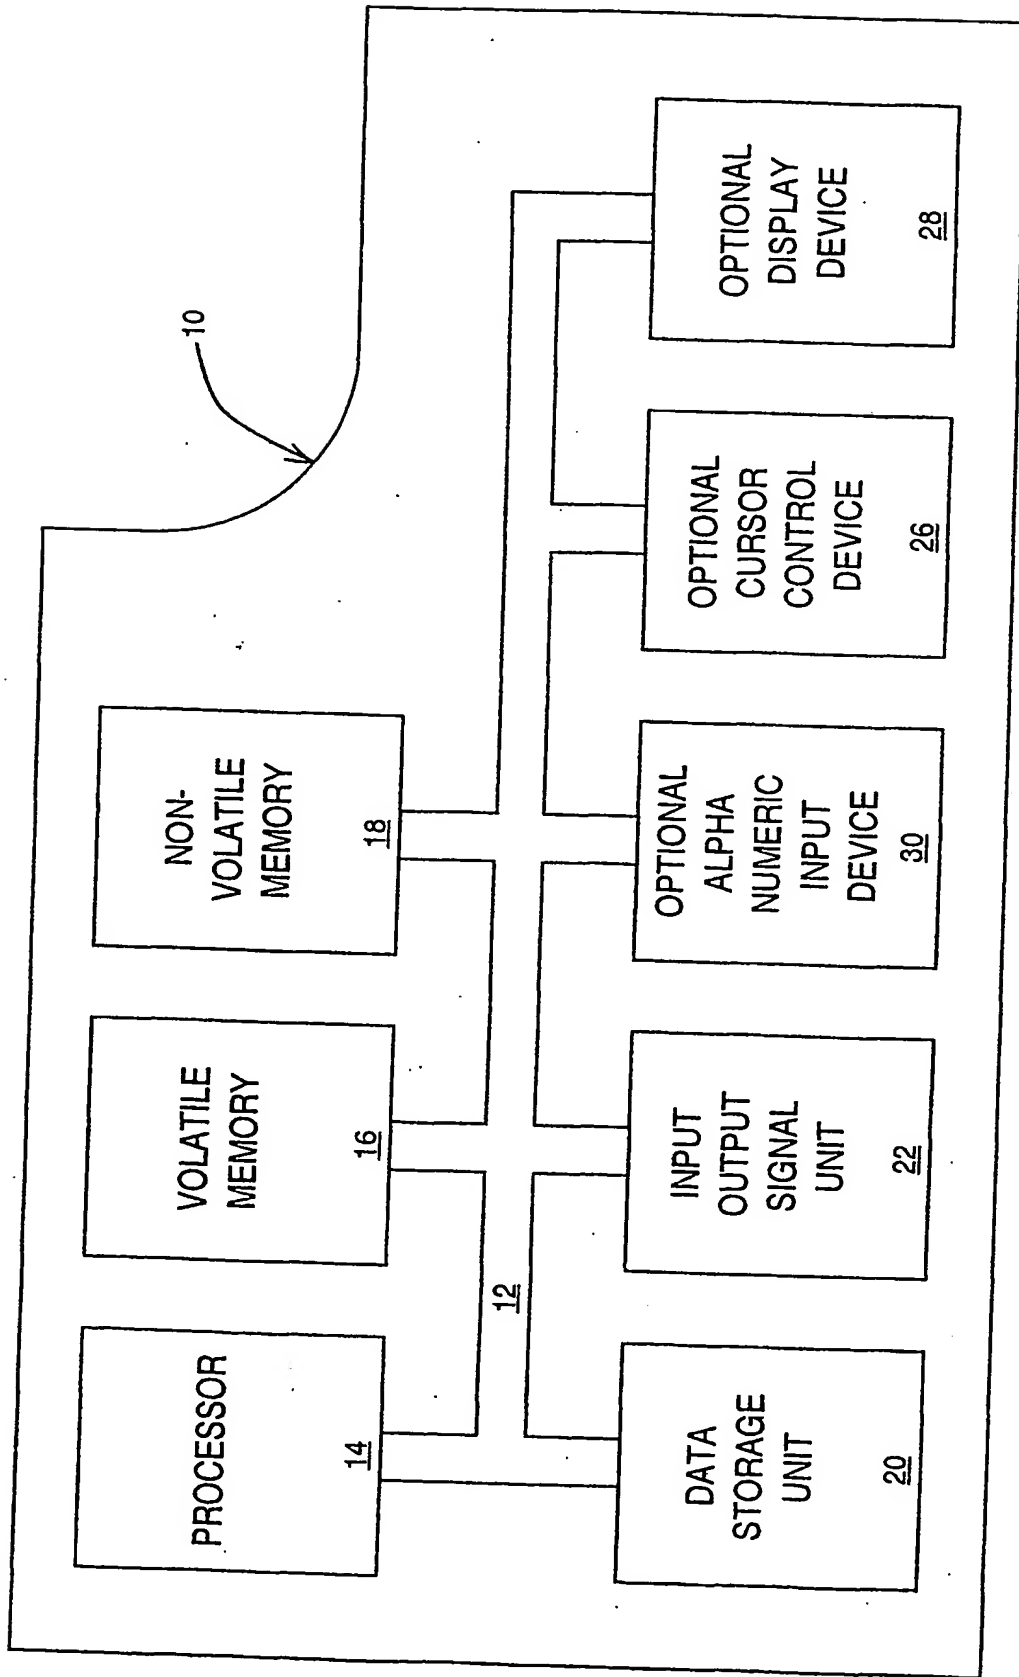 10
PROCESSOR
14
VOLATILE
MEMORY
16
NON-
VOLATILE
MEMORY
18
12
DATA
STORAGE
UNIT
20
INPUT
OUTPUT
SIGNAL
UNIT
22
OPTIONAL
ALPHA
NUMERIC
INPUT
DEVICE
30
OPTIONAL
CURSOR
CONTROL
DEVICE
26
OPTIONAL
DISPLAY
DEVICE
28